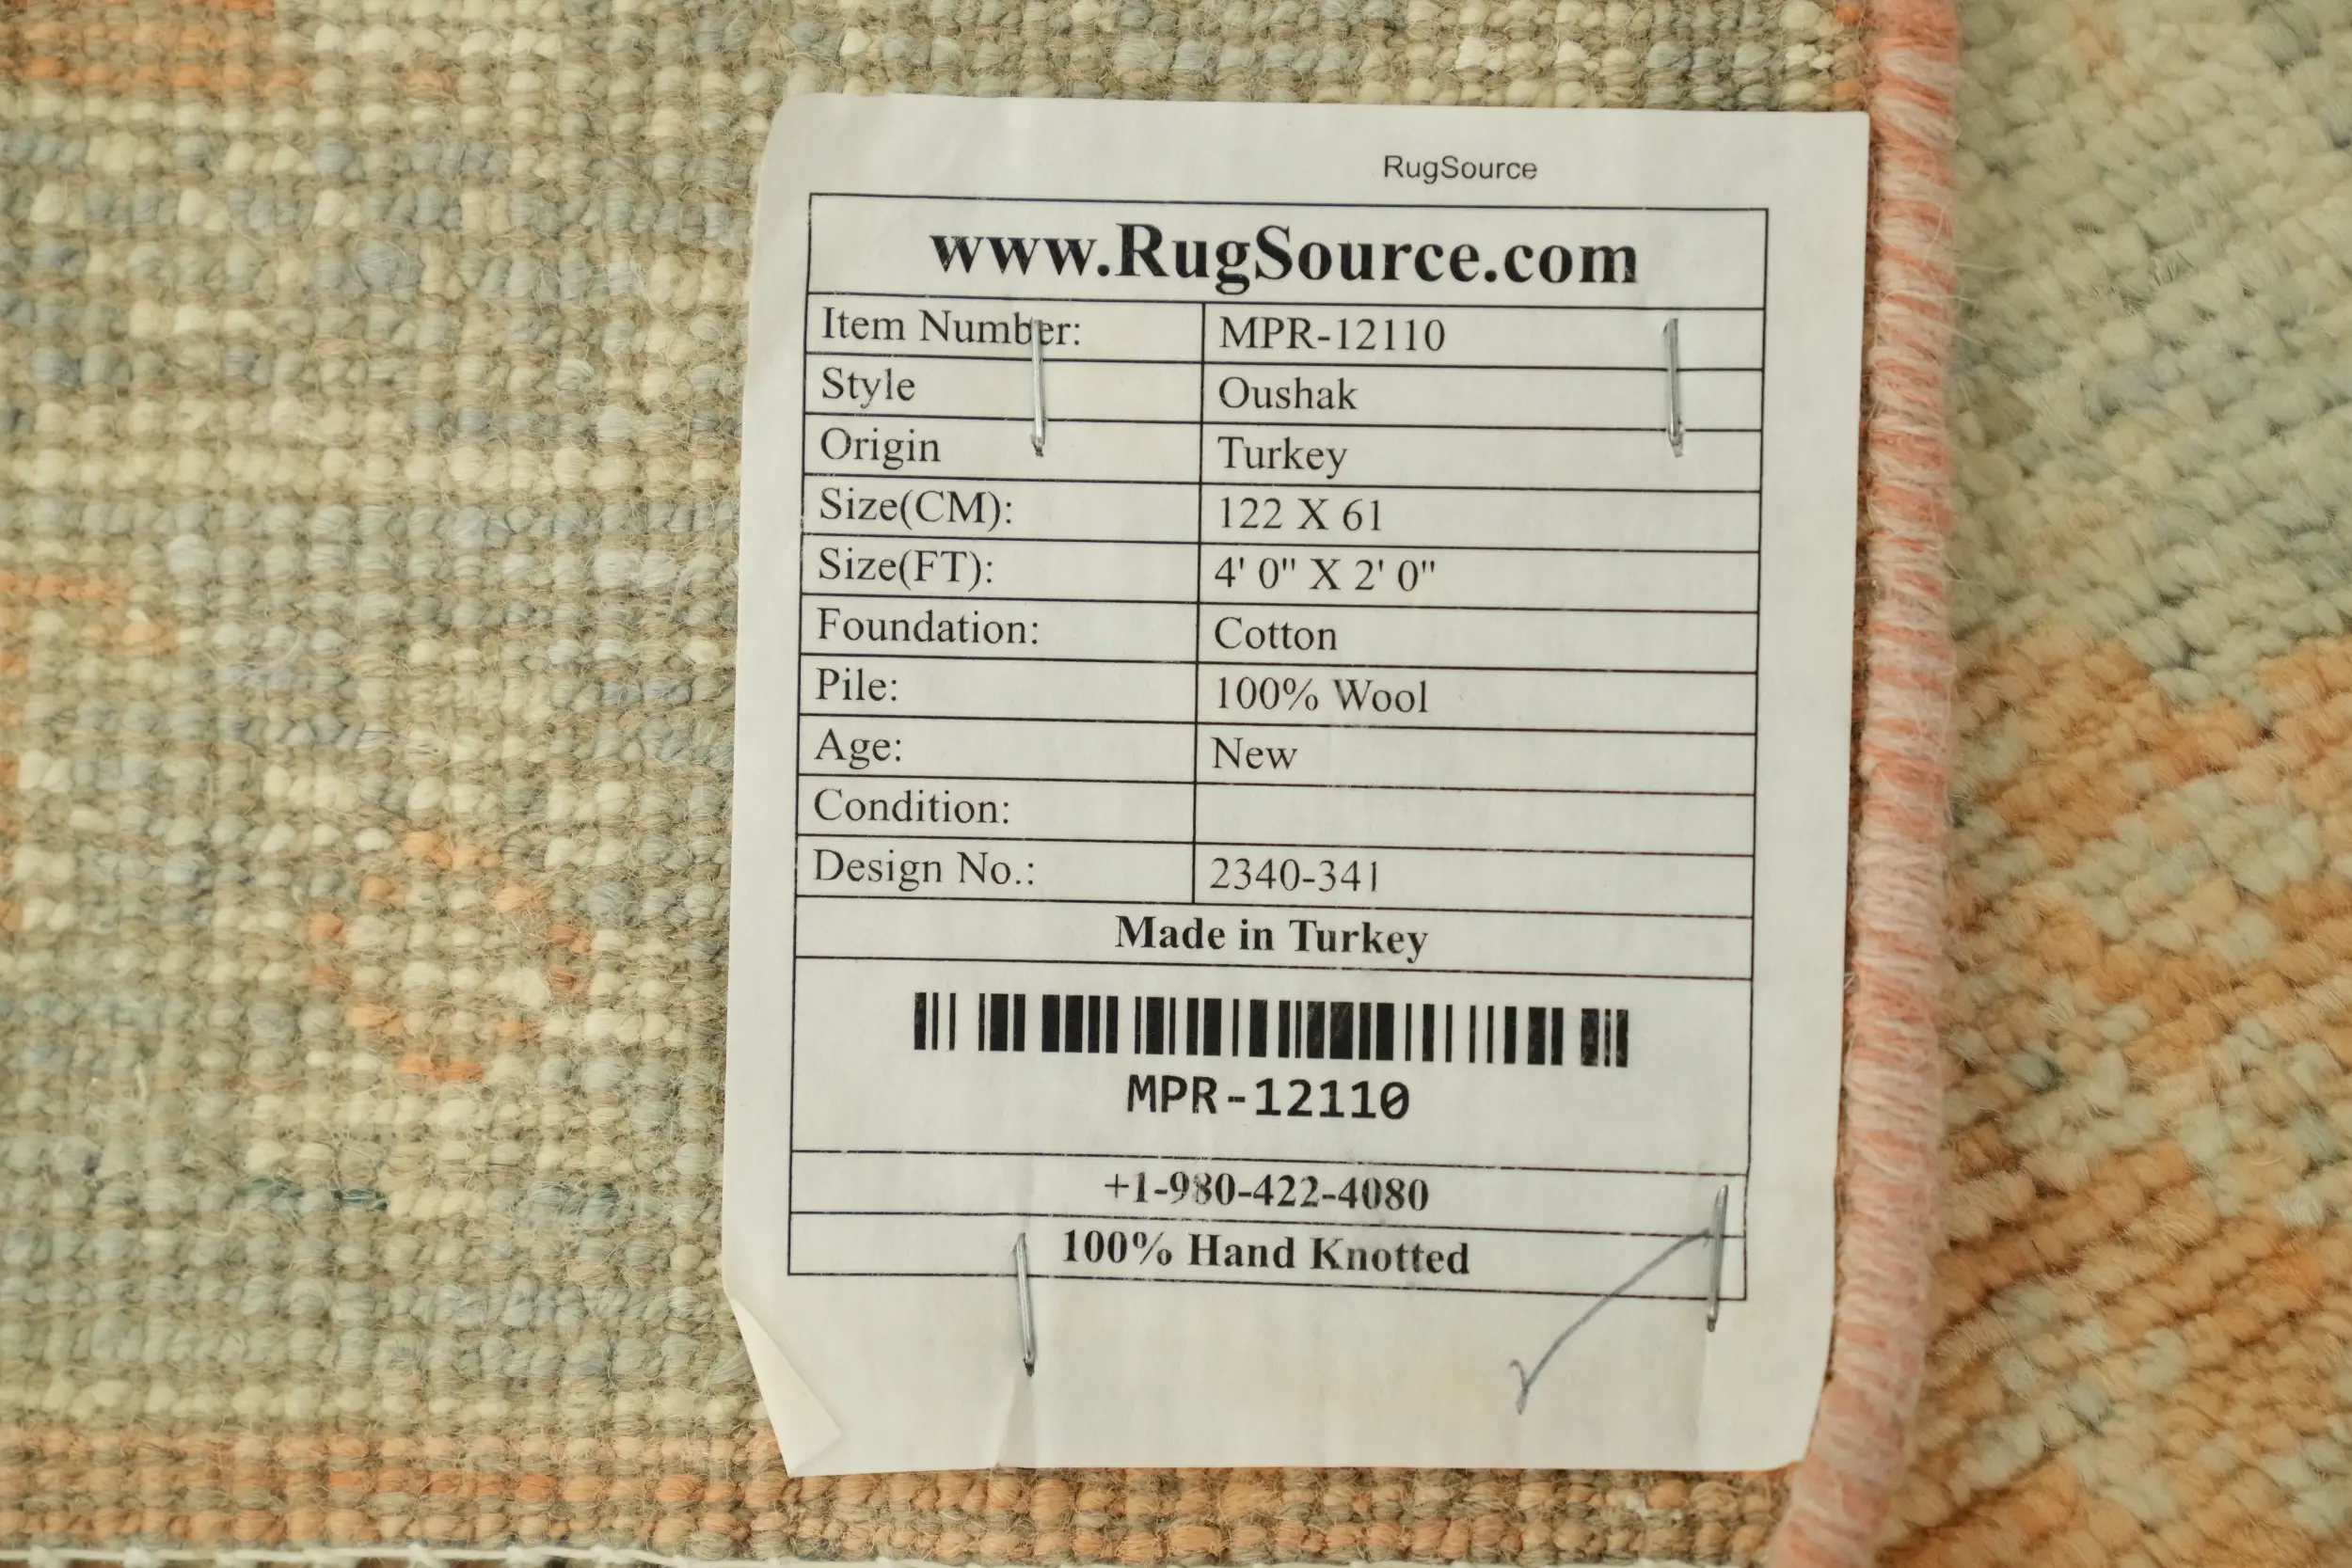 RugSource
www.RugSource.com
Item Number: MPR-12110
Style Oushak
Origin Turkey
Size(CM): 122 X 61
Size(FT): 4' 0" X 2' 0"
Foundation: Cotton
Pile: 100% Wool
Age: New
Condition:
Design No.: 2340-341
Made in Turkey
MPR-12110
+1-980-422-4080
100% Hand Knotted